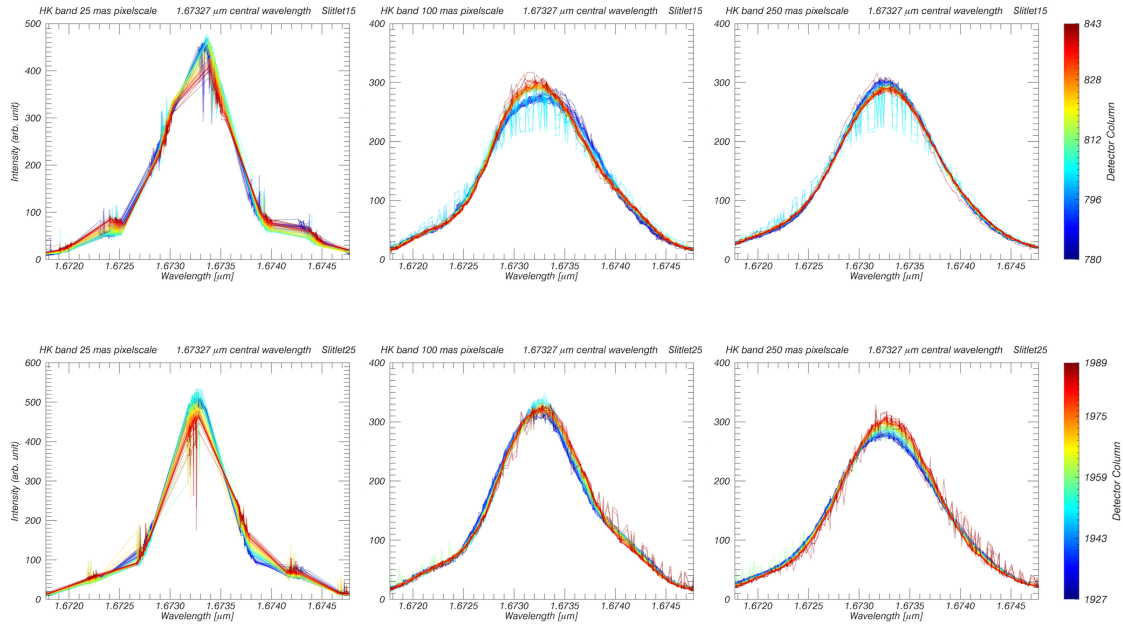 HK band 25 mas pixelscale 1.67327 μm central wavelength Slitlet15
HK band 100 mas pixelscale 1.67327 μm central wavelength Slitlet15
HK band 250 mas pixelscale 1.67327 μm central wavelength Slitlet15
500
400
300
200
100
0
Intensity (arb. unit)
1.6720 1.6725 1.6730 1.6735 1.6740 1.6745
Wavelength [μm]
400
300
200
100
0
1.6720 1.6725 1.6730 1.6735 1.6740 1.6745
Wavelength [μm]
400
300
200
100
0
1.6720 1.6725 1.6730 1.6735 1.6740 1.6745
Wavelength [μm]
843
828
812
796
780
Detector Column
HK band 25 mas pixelscale 1.67327 μm central wavelength Slitlet25
HK band 100 mas pixelscale 1.67327 μm central wavelength Slitlet25
HK band 250 mas pixelscale 1.67327 μm central wavelength Slitlet25
600
500
400
300
200
100
0
Intensity (arb. unit)
1.6720 1.6725 1.6730 1.6735 1.6740 1.6745
Wavelength [μm]
400
300
200
100
0
1.6720 1.6725 1.6730 1.6735 1.6740 1.6745
Wavelength [μm]
400
300
200
100
0
1.6720 1.6725 1.6730 1.6735 1.6740 1.6745
Wavelength [μm]
1989
1975
1959
1943
1927
Detector Column